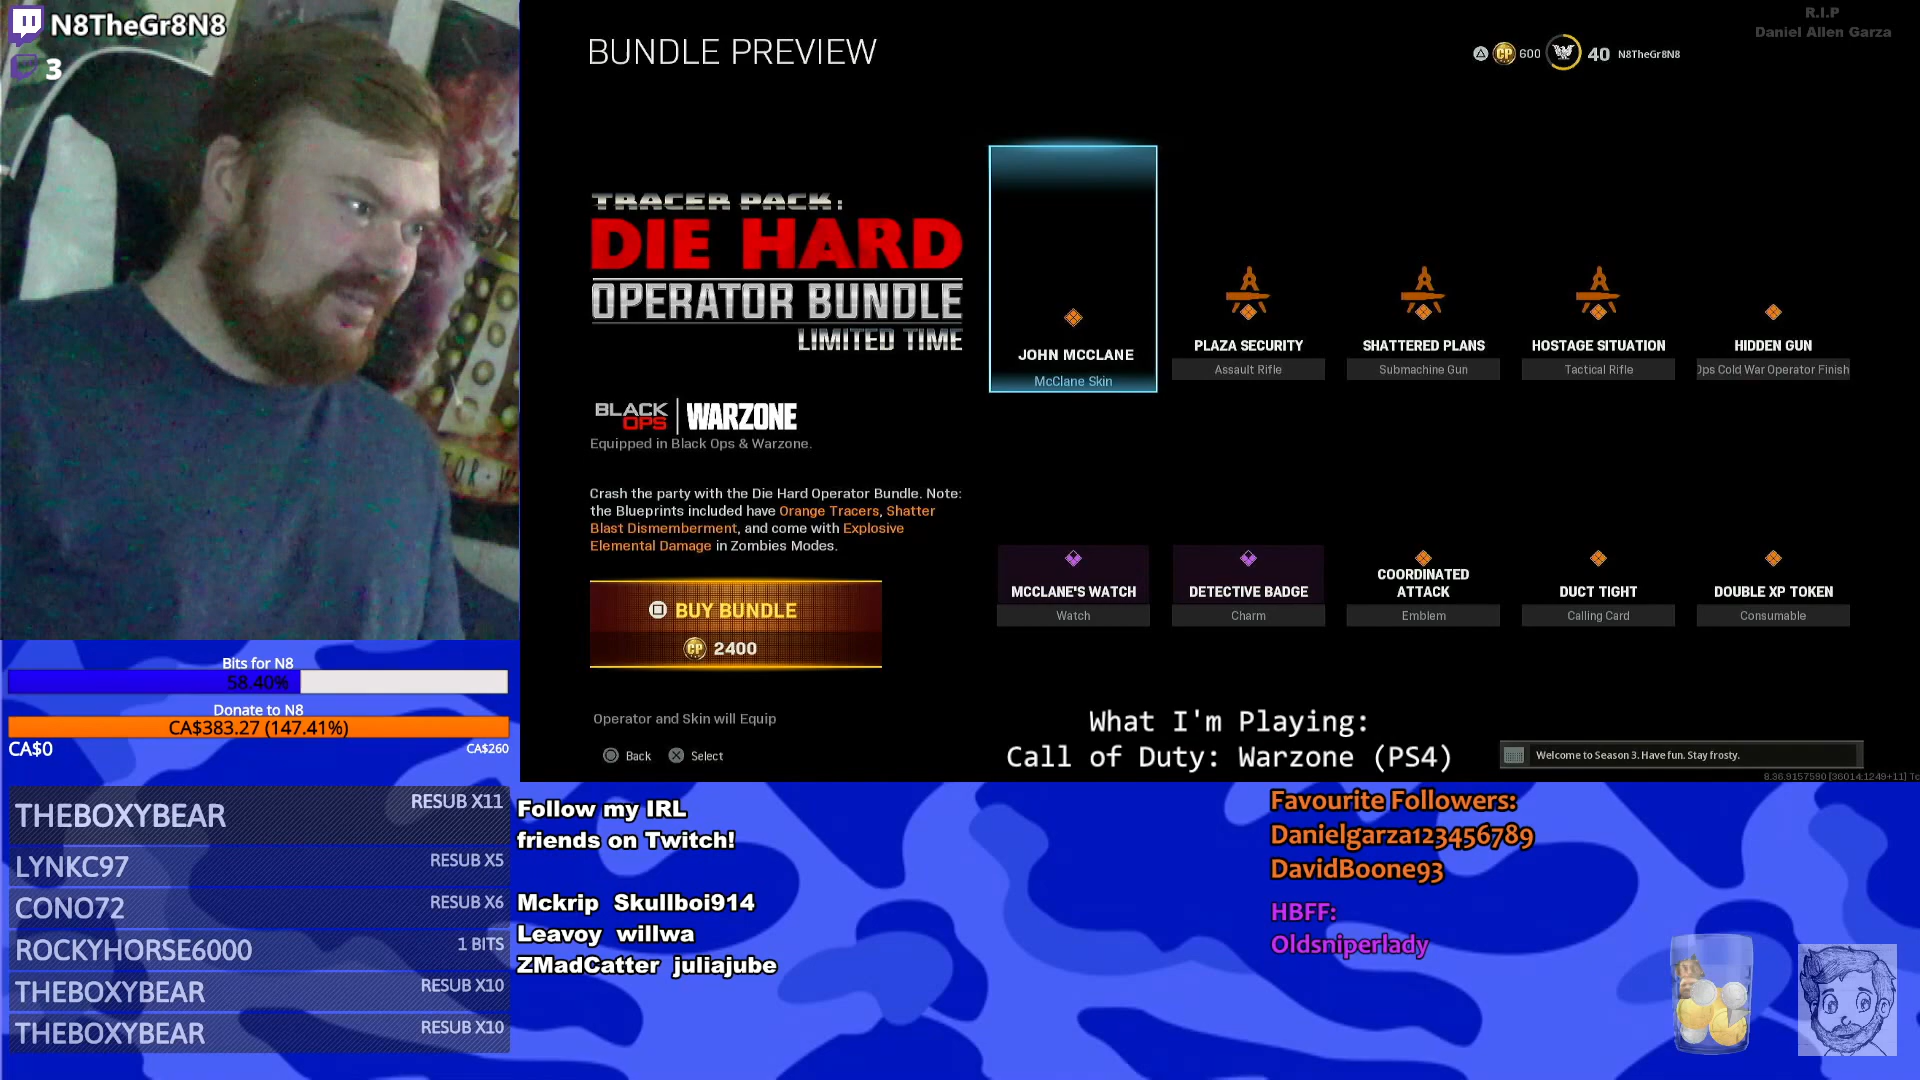 N8TheGr8N8
3
BUNDLE PREVIEW
CP 600 40 N8TheGr8N8
R.I.P
Daniel Allen Garza
TRACER PACK:
DIE HARD
OPERATOR BUNDLE
LIMITED TIME
BLACK OPS | WARZONE
Equipped in Black Ops & Warzone.
Crash the party with the Die Hard Operator Bundle. Note:
the Blueprints included have Orange Tracers, Shatter
Blast Dismemberment, and come with Explosive
Elemental Damage in Zombies Modes.
BUY BUNDLE
CP 2400
Operator and Skin will Equip
Back Select
JOHN MCCLANE
McClane Skin
PLAZA SECURITY
Assault Rifle
SHATTERED PLANS
Submachine Gun
HOSTAGE SITUATION
Tactical Rifle
HIDDEN GUN
Ops Cold War Operator Finish
MCCLANE'S WATCH
Watch
DETECTIVE BADGE
Charm
COORDINATED
ATTACK
Emblem
DUCT TIGHT
Calling Card
DOUBLE XP TOKEN
Consumable
What I'm Playing:
Call of Duty: Warzone (PS4)
Welcome to Season 3. Have fun. Stay frosty.
8.36.9157590 [36014:1249+11] Tc
Bits for N8
58.40%
Donate to N8
CA$383.27 (147.41%)
CA$0 CA$260
THEBOXYBEAR RESUB X11
LYNKC97 RESUB X5
CONO72 RESUB X6
ROCKYHORSE6000 1 BITS
THEBOXYBEAR RESUB X10
THEBOXYBEAR RESUB X10
Follow my IRL
friends on Twitch!
Mckrip Skullboi914
Leavoy willwa
ZMadCatter juliajube
Favourite Followers:
Danielgarza123456789
DavidBoone93
HBFF:
Oldsniperlady